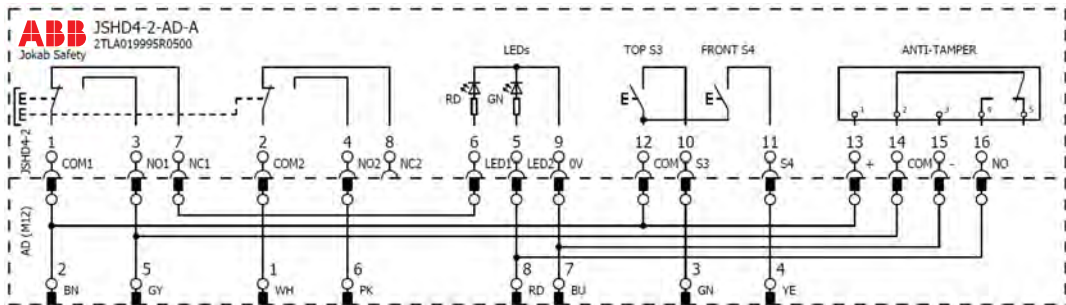 ABB JSHD4-2-AD-A
2TLA019995R0500
Jokab Safety
LEDs TOP S3 FRONT S4 ANTI-TAMPER
RD GN
E E E E
1 2 3 4 5
JSHD4-2
1 3 7 2 4 8 6 5 9 12 10 11 13 14 15 16
COM1 NO1 NC1 COM2 NO2 NC2 LED1 LED2 0V COM S3 S4 + COM - NO
AD (M12)
2 5 1 6 8 7 3 4
BN GY WH PK RD BU GN YE